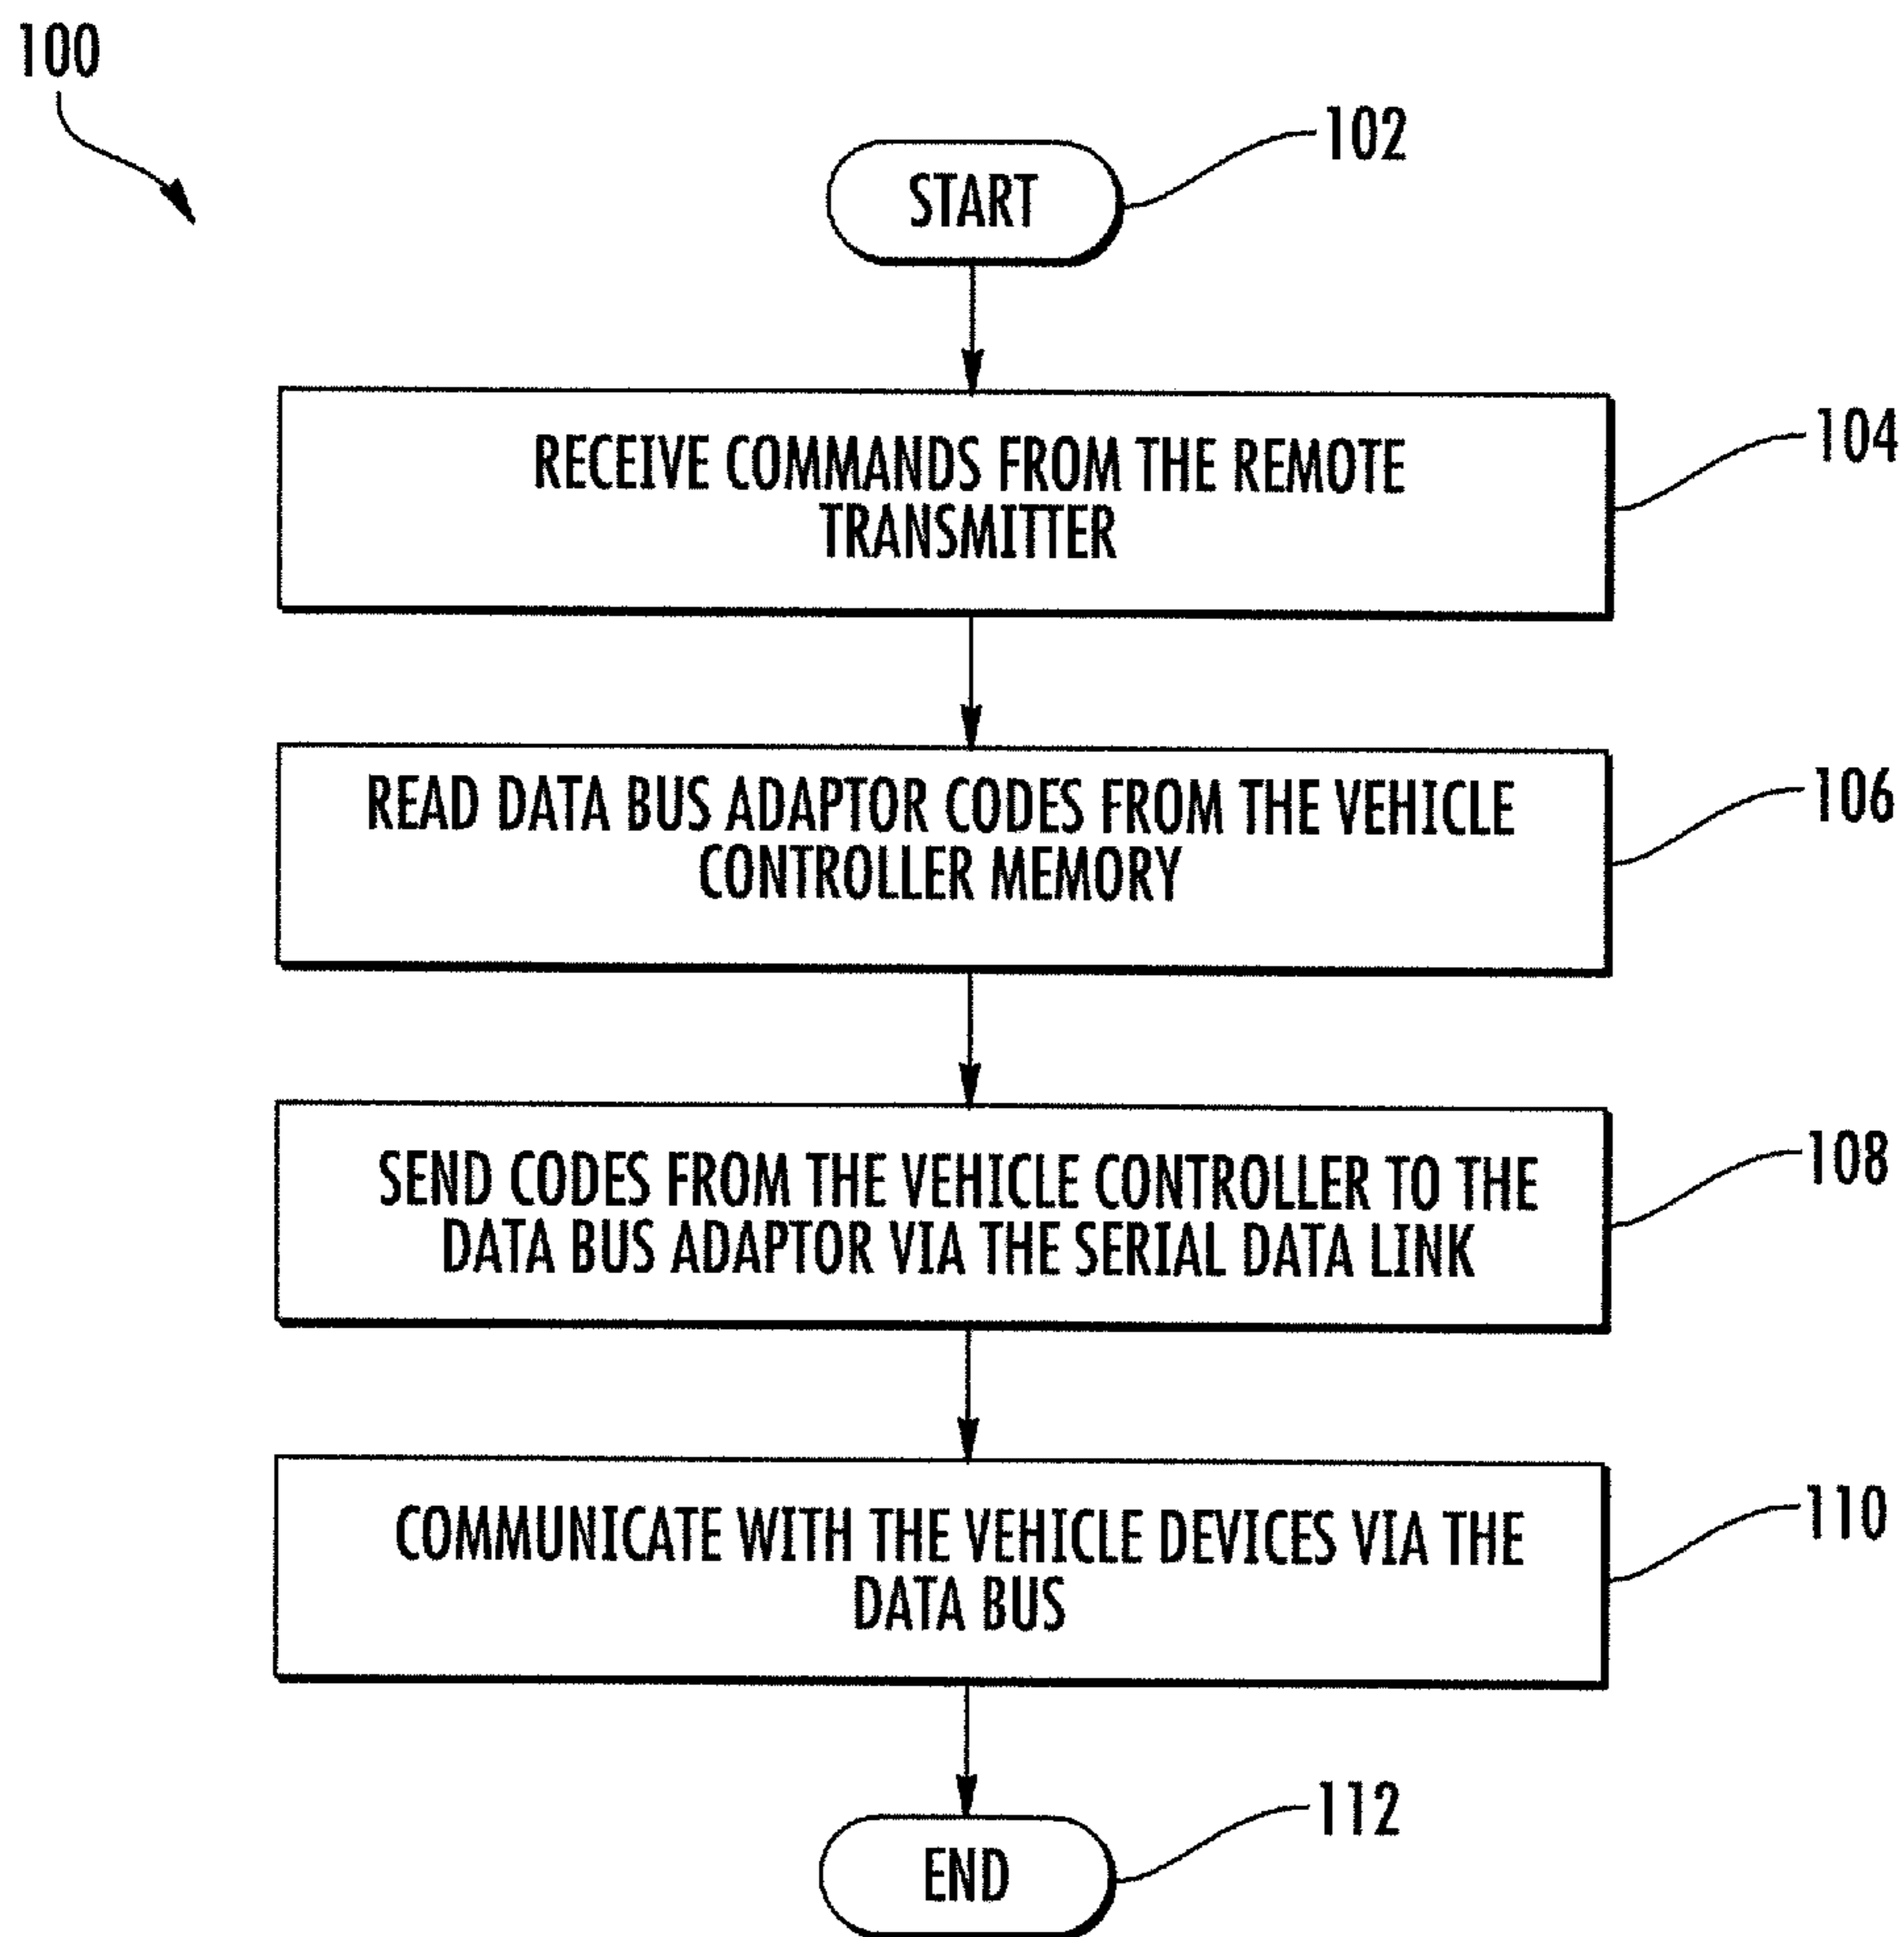 100
102
START
104
RECEIVE COMMANDS FROM THE REMOTE
TRANSMITTER
106
READ DATA BUS ADAPTOR CODES FROM THE VEHICLE
CONTROLLER MEMORY
108
SEND CODES FROM THE VEHICLE CONTROLLER TO THE
DATA BUS ADAPTOR VIA THE SERIAL DATA LINK
110
COMMUNICATE WITH THE VEHICLE DEVICES VIA THE
DATA BUS
112
END